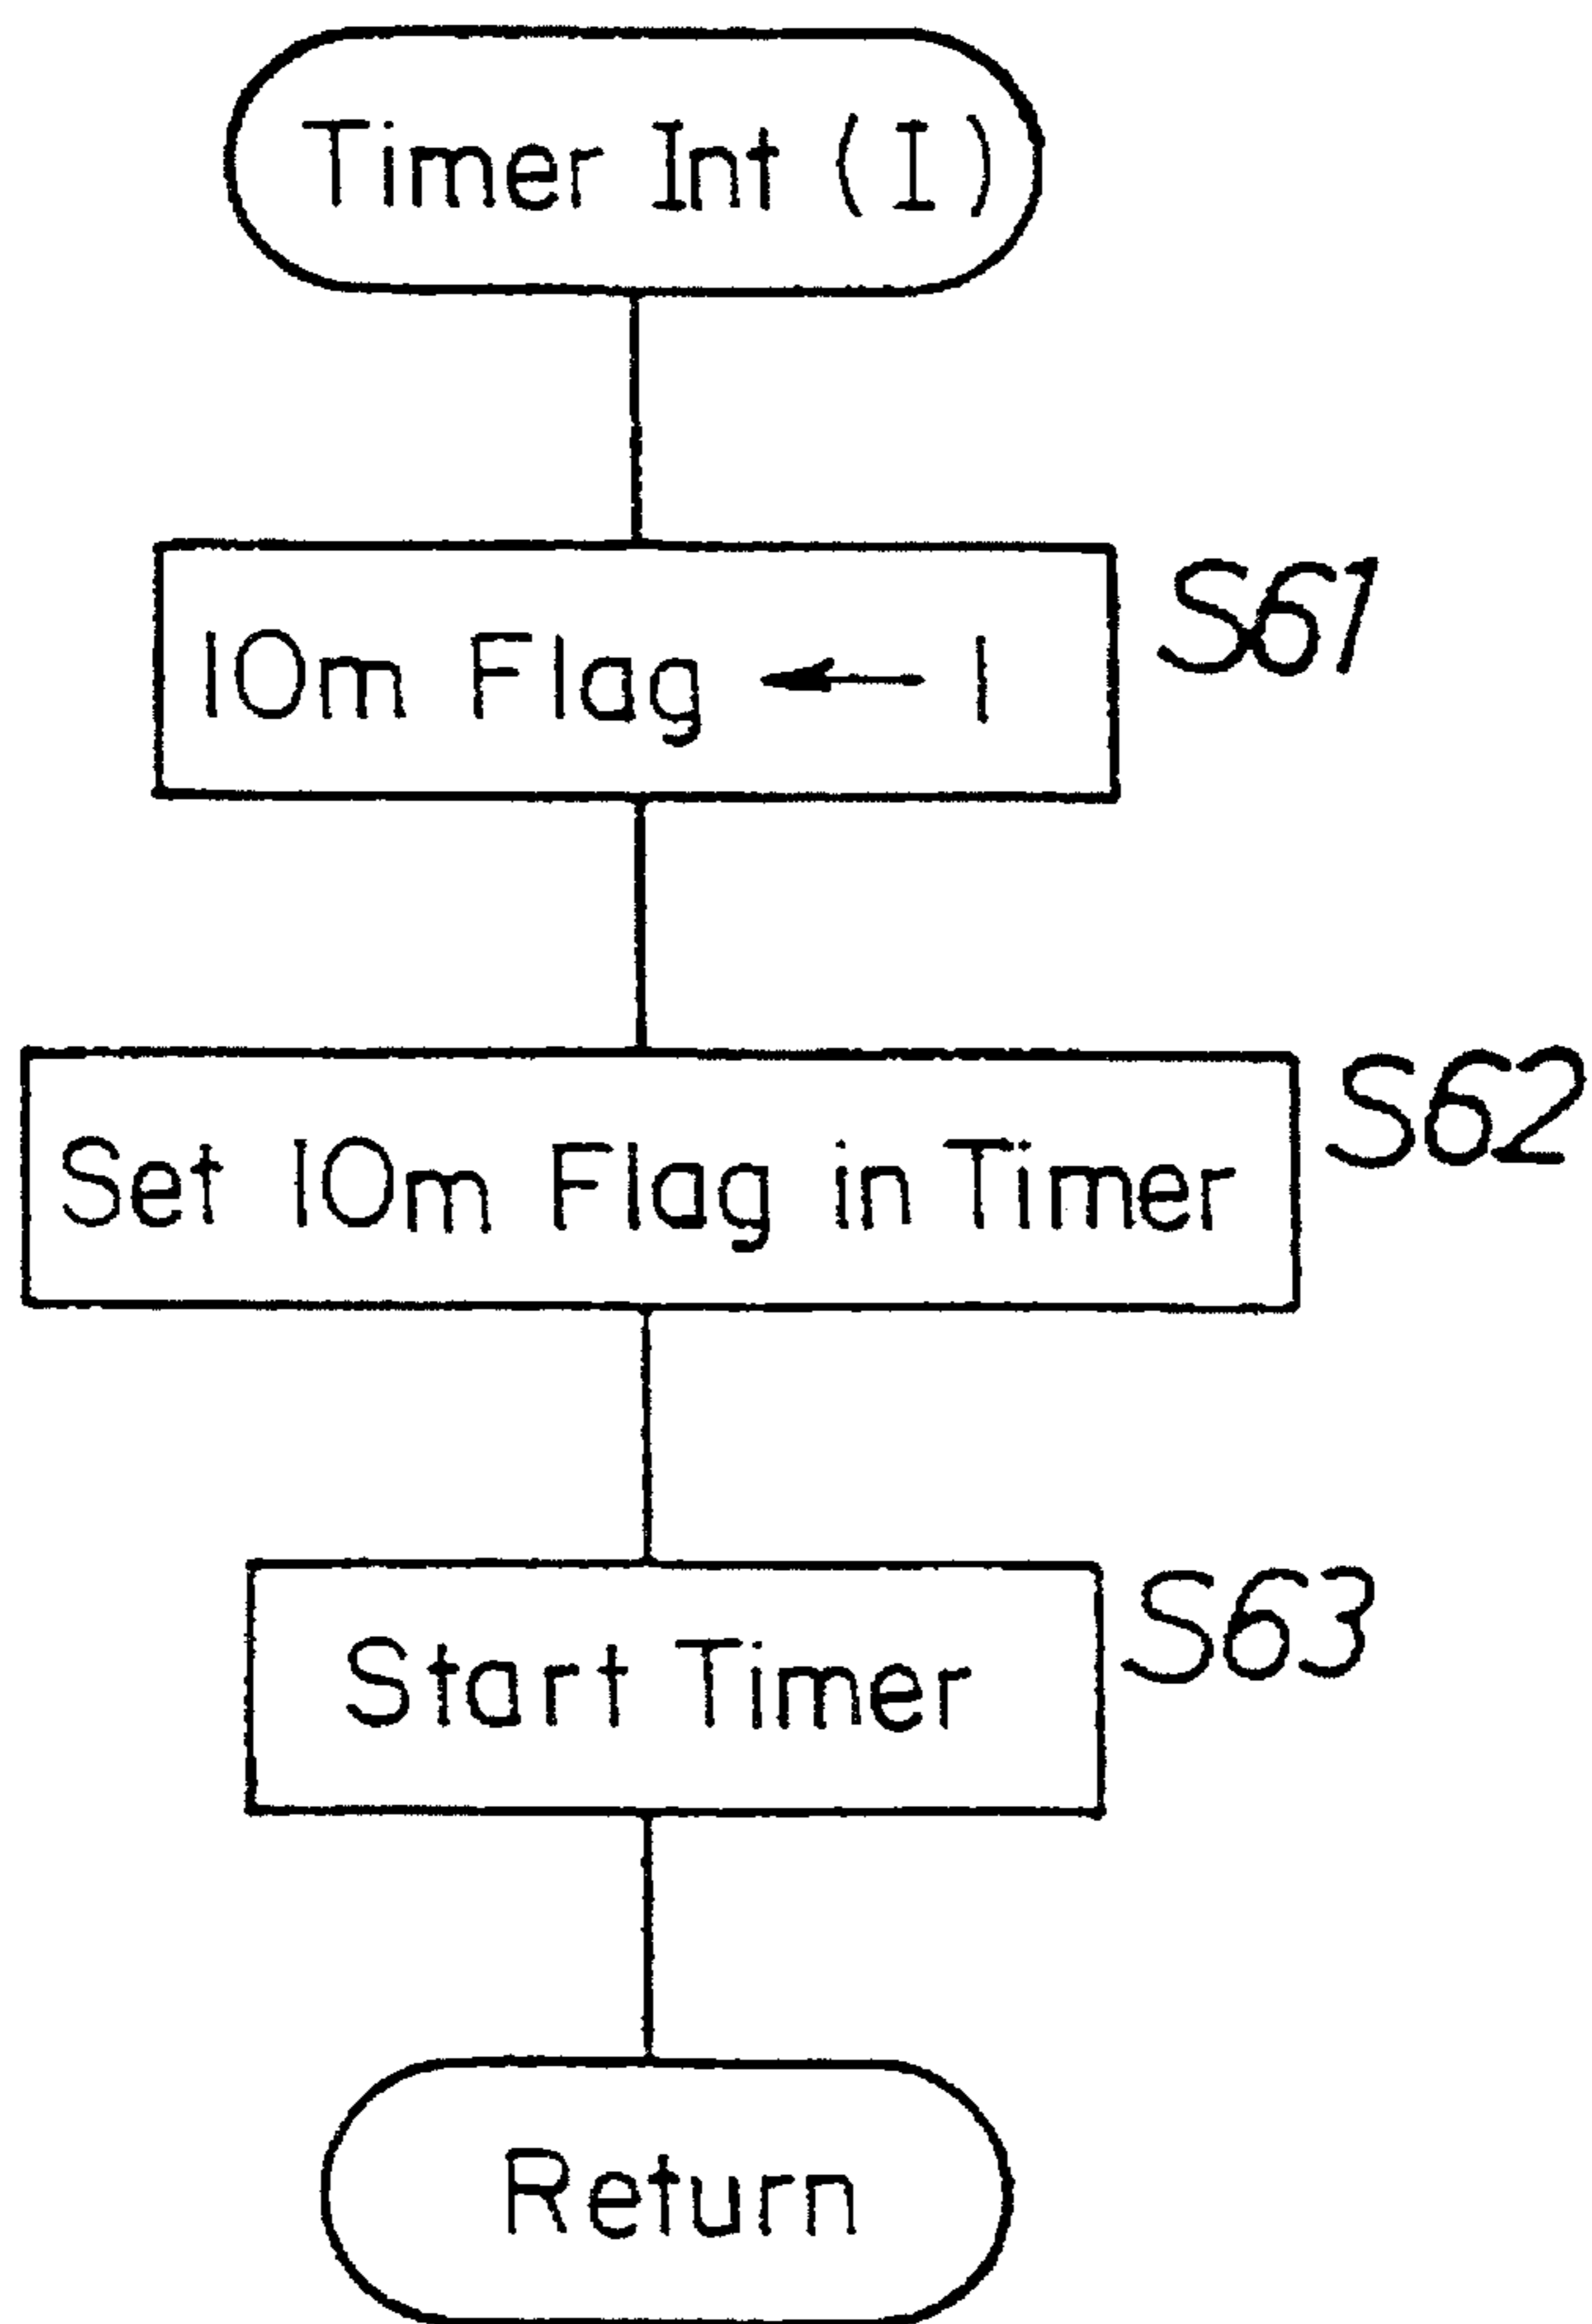 Timer Int (I)
10m Flag ← 1
S61
Set 10m Flag in Timer
S62
Start Timer
S63
Return